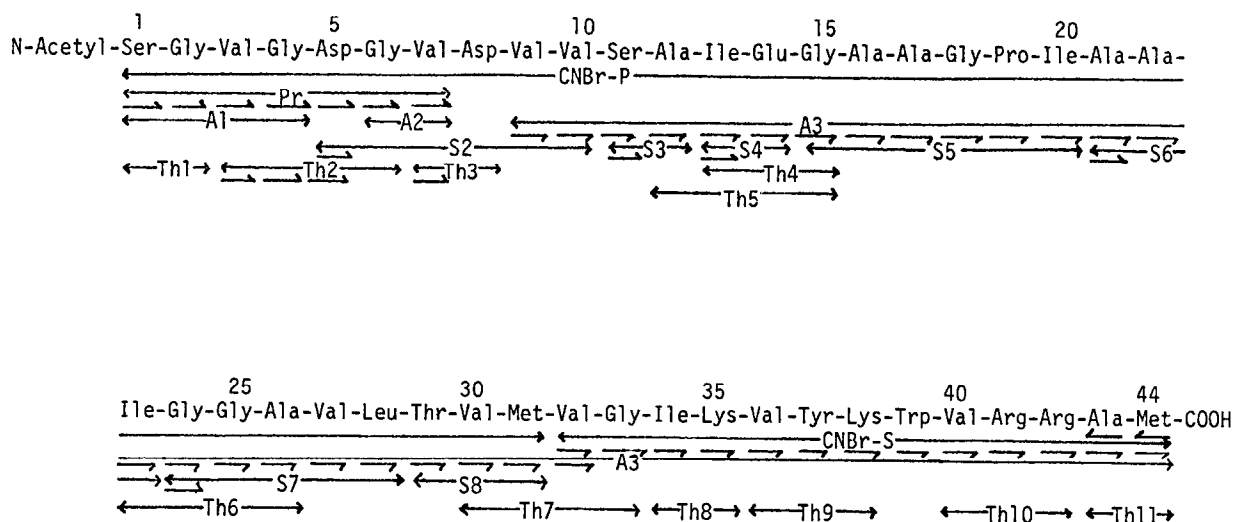 1 5 10 15 20
N-Acetyl-Ser-Gly-Val-Gly-Asp-Gly-Val-Asp-Val-Val-Ser-Ala-Ile-Glu-Gly-Ala-Ala-Gly-Pro-Ile-Ala-Ala-
CNBr-P
Pr
A1 A2 A3
S2 S3 S4 S5 S6
Th1 Th2 Th3 Th4
Th5
25 30 35 40 44
Ile-Gly-Gly-Ala-Val-Leu-Thr-Val-Met-Val-Gly-Ile-Lys-Val-Tyr-Lys-Trp-Val-Arg-Arg-Ala-Met-COOH
CNBr-S
A3
S7 S8
Th6 Th7 Th8 Th9 Th10 Th11